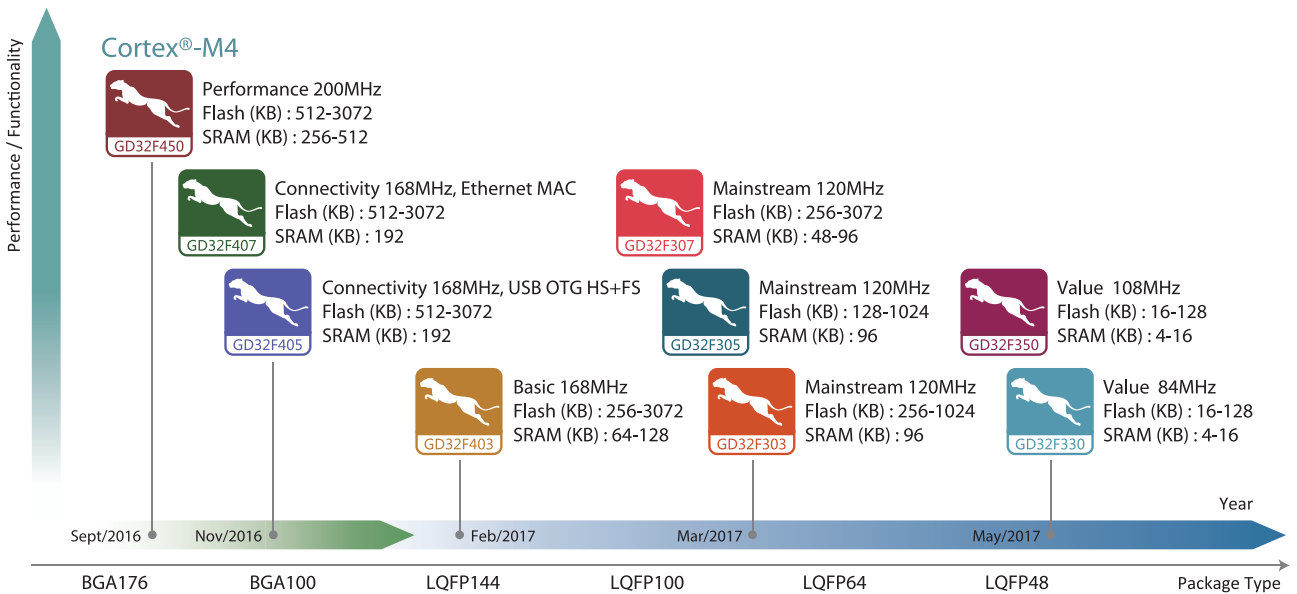 Performance / Functionality
Cortex®-M4
GD32F450
Performance 200MHz
Flash (KB) : 512-3072
SRAM (KB) : 256-512
GD32F407
Connectivity 168MHz, Ethernet MAC
Flash (KB) : 512-3072
SRAM (KB) : 192
GD32F307
Mainstream 120MHz
Flash (KB) : 256-3072
SRAM (KB) : 48-96
GD32F405
Connectivity 168MHz, USB OTG HS+FS
Flash (KB) : 512-3072
SRAM (KB) : 192
GD32F305
Mainstream 120MHz
Flash (KB) : 128-1024
SRAM (KB) : 96
GD32F350
Value 108MHz
Flash (KB) : 16-128
SRAM (KB) : 4-16
GD32F403
Basic 168MHz
Flash (KB) : 256-3072
SRAM (KB) : 64-128
GD32F303
Mainstream 120MHz
Flash (KB) : 256-1024
SRAM (KB) : 96
GD32F330
Value 84MHz
Flash (KB) : 16-128
SRAM (KB) : 4-16
Year
Sept/2016
Nov/2016
Feb/2017
Mar/2017
May/2017
BGA176
BGA100
LQFP144
LQFP100
LQFP64
LQFP48
Package Type